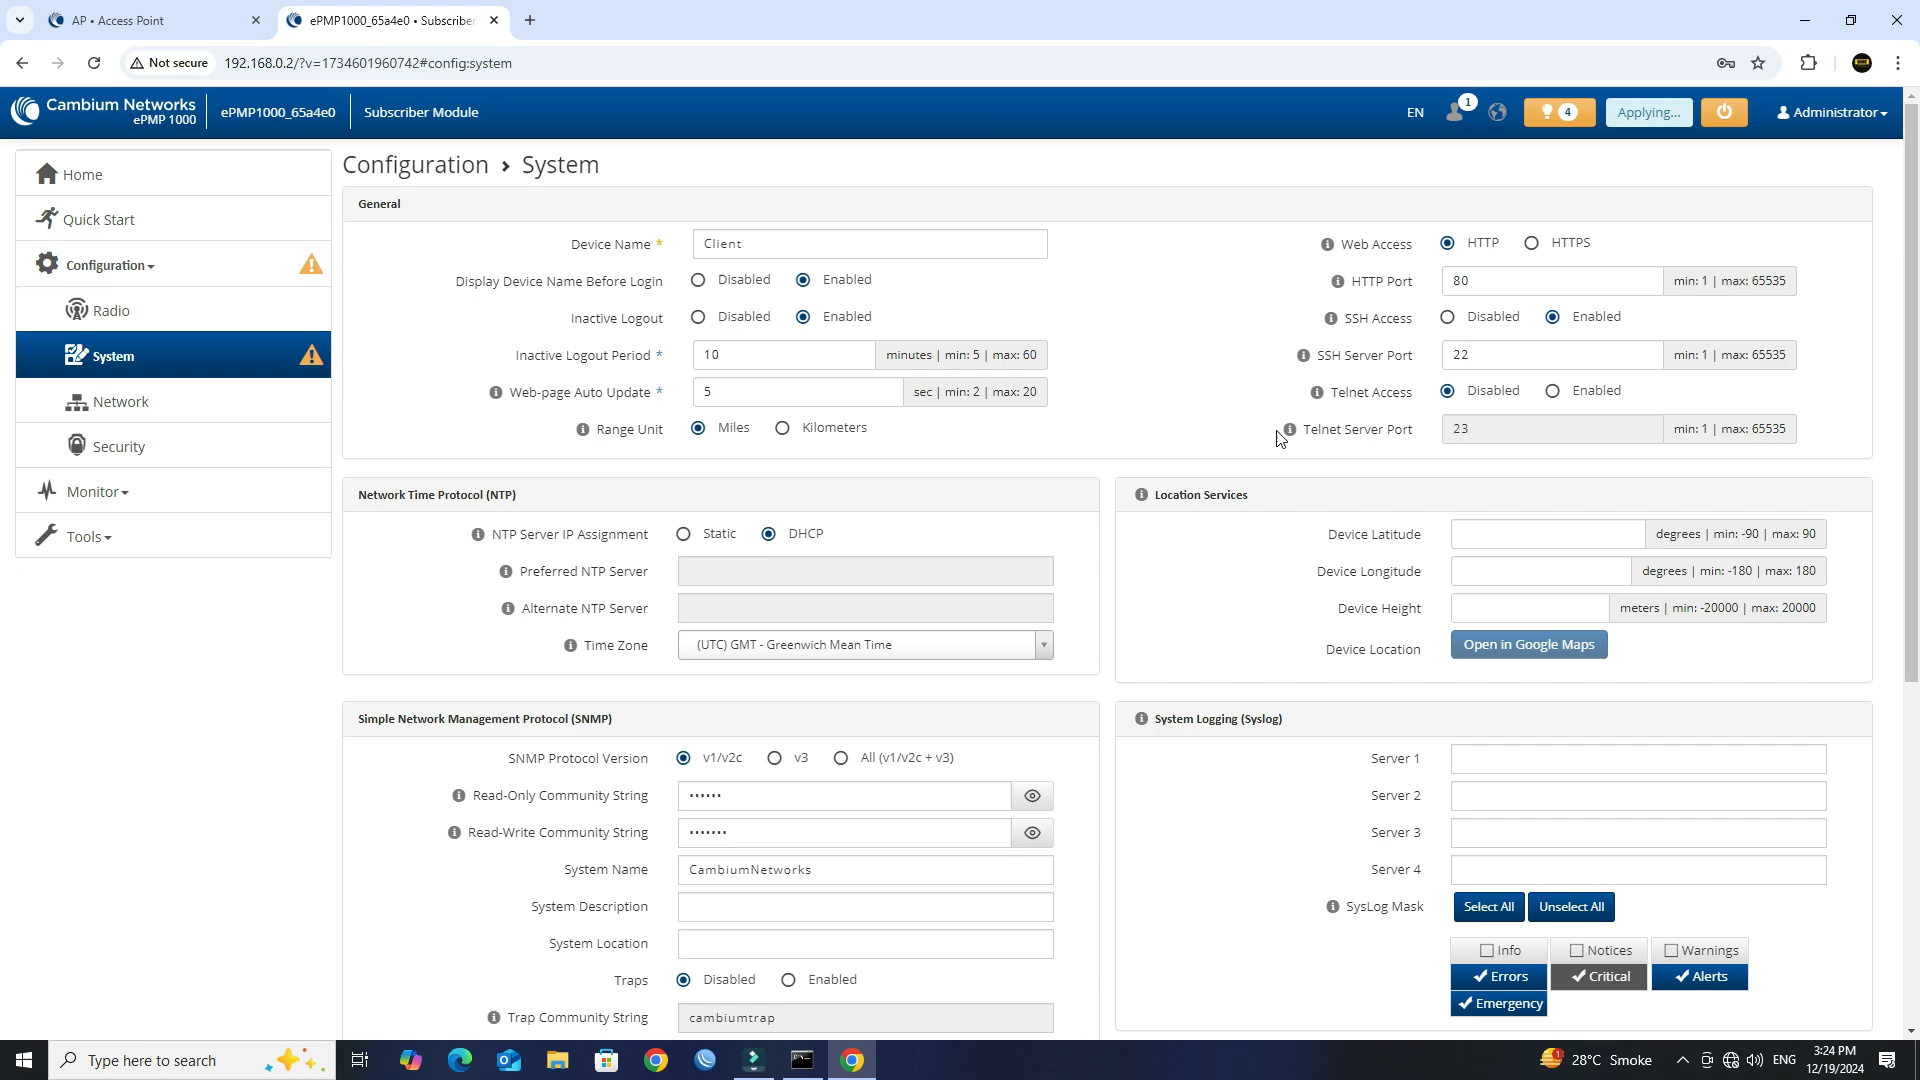 AP • Access Point
ePMP1000_65a4e0 • Subscriber
Not secure
192.168.0.2/?v=1734601960742#config:system
Cambium Networks
ePMP 1000
ePMP1000_65a4e0
Subscriber Module
EN
1
4
Applying...
Administrator
Home
Quick Start
Configuration
Radio
System
Network
Security
Monitor
Tools
Configuration › System
General
Device Name * Client
Display Device Name Before Login Disabled Enabled
Inactive Logout Disabled Enabled
Inactive Logout Period * 10 minutes | min: 5 | max: 60
Web-page Auto Update * 5 sec | min: 2 | max: 20
Range Unit Miles Kilometers
Web Access HTTP HTTPS
HTTP Port 80 min: 1 | max: 65535
SSH Access Disabled Enabled
SSH Server Port 22 min: 1 | max: 65535
Telnet Access Disabled Enabled
Telnet Server Port 23 min: 1 | max: 65535
Network Time Protocol (NTP)
NTP Server IP Assignment Static DHCP
Preferred NTP Server
Alternate NTP Server
Time Zone (UTC) GMT - Greenwich Mean Time
Location Services
Device Latitude degrees | min: -90 | max: 90
Device Longitude degrees | min: -180 | max: 180
Device Height meters | min: -20000 | max: 20000
Device Location Open in Google Maps
Simple Network Management Protocol (SNMP)
SNMP Protocol Version v1/v2c v3 All (v1/v2c + v3)
Read-Only Community String ••••••
Read-Write Community String •••••••
System Name CambiumNetworks
System Description
System Location
Traps Disabled Enabled
Trap Community String cambiumtrap
System Logging (Syslog)
Server 1
Server 2
Server 3
Server 4
SysLog Mask Select All Unselect All
Info Notices Warnings
Errors Critical Alerts
Emergency
Type here to search
28°C Smoke
ENG
3:24 PM
12/19/2024